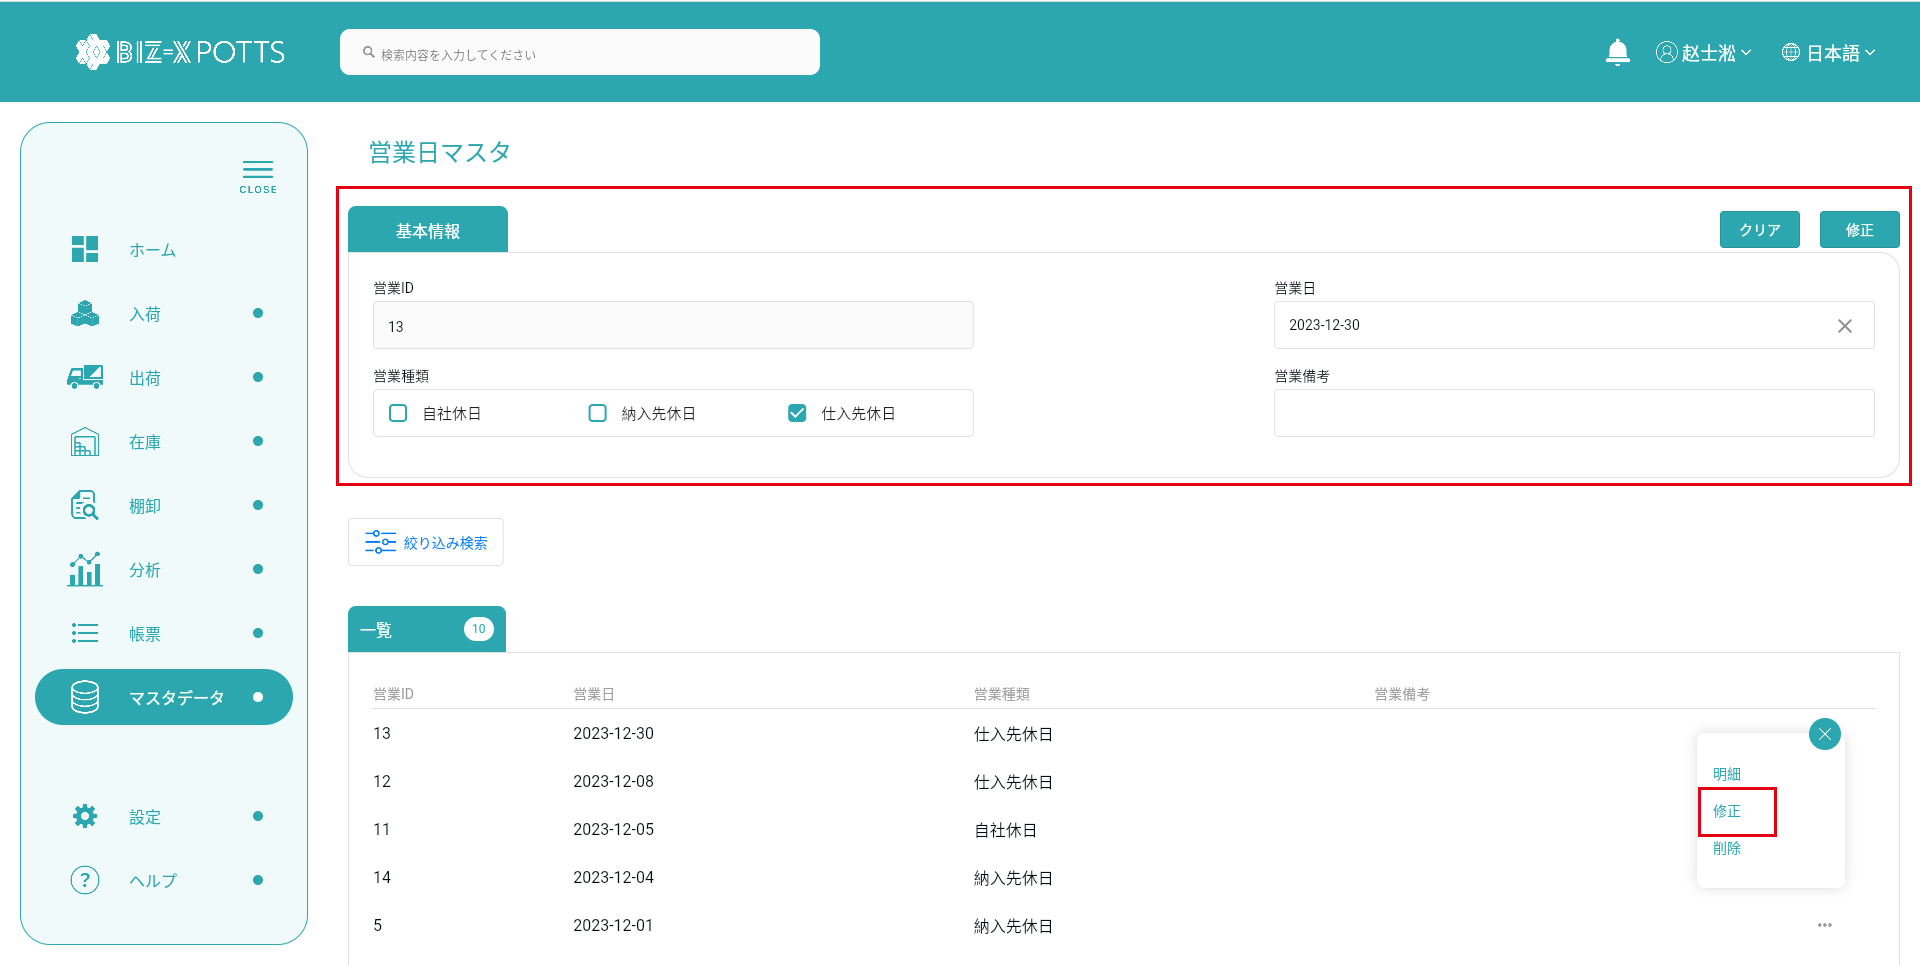 BIZ-X POTTS
検索内容を入力してください
赵士淞
日本語
CLOSE
ホーム
入荷
出荷
在庫
棚卸
分析
帳票
マスタデータ
設定
ヘルプ
営業日マスタ
基本情報
クリア
修正
営業ID
13
営業日
2023-12-30
営業種類
自社休日
納入先休日
仕入先休日
営業備考
絞り込み検索
一覧 10
営業ID 営業日 営業種類 営業備考
13 2023-12-30 仕入先休日
12 2023-12-08 仕入先休日
11 2023-12-05 自社休日
14 2023-12-04 納入先休日
5 2023-12-01 納入先休日
明細
修正
削除